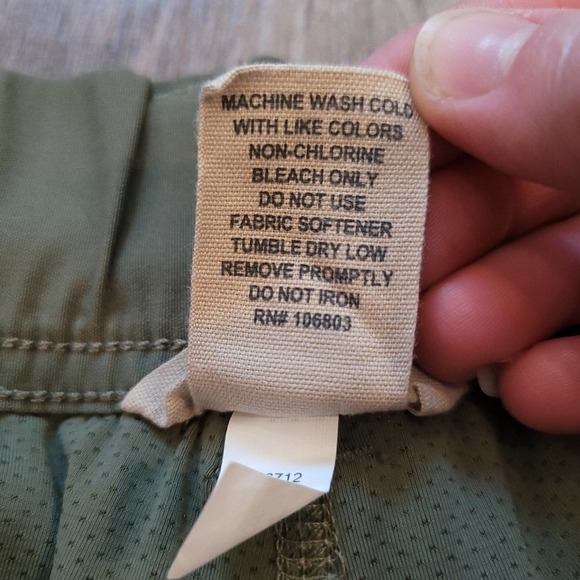 MACHINE WASH COLD
WITH LIKE COLORS
NON-CHLORINE
BLEACH ONLY
DO NOT USE
FABRIC SOFTENER
TUMBLE DRY LOW
REMOVE PROMPTLY
DO NOT IRON
RN# 106803